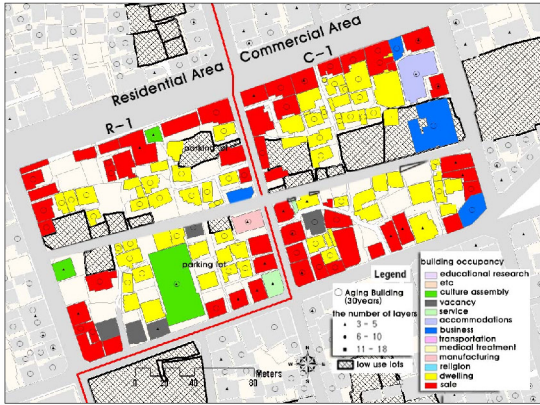 Commercial Area
C-1
Residential Area
R-1
parking lot
parking lot
Legend
Aging Building
(30years)
the number of layers
3 - 5
6 - 10
11 - 18
low use lots
building occupancy
educational research
etc
culture assembly
vacancy
service
accommodations
business
transportation
medical treatment
manufacturing
religion
dwelling
sale
20
40
80
Meters
N
W
E
S